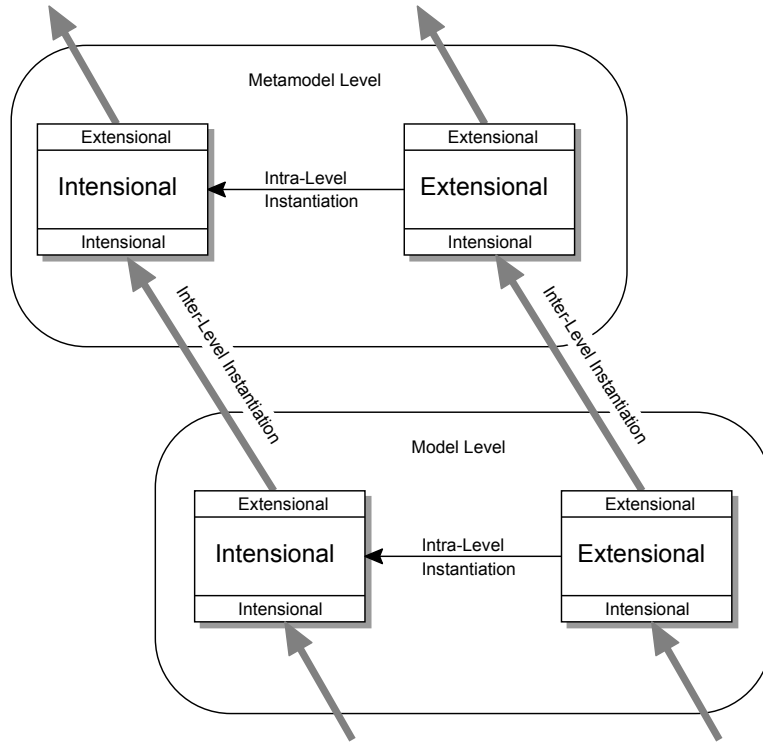 Metamodel Level
Extensional
Intensional
Intensional
Intra-Level
Instantiation
Extensional
Extensional
Intensional
Inter-Level Instantiation
Inter-Level Instantiation
Model Level
Extensional
Intensional
Intensional
Intra-Level
Instantiation
Extensional
Extensional
Intensional